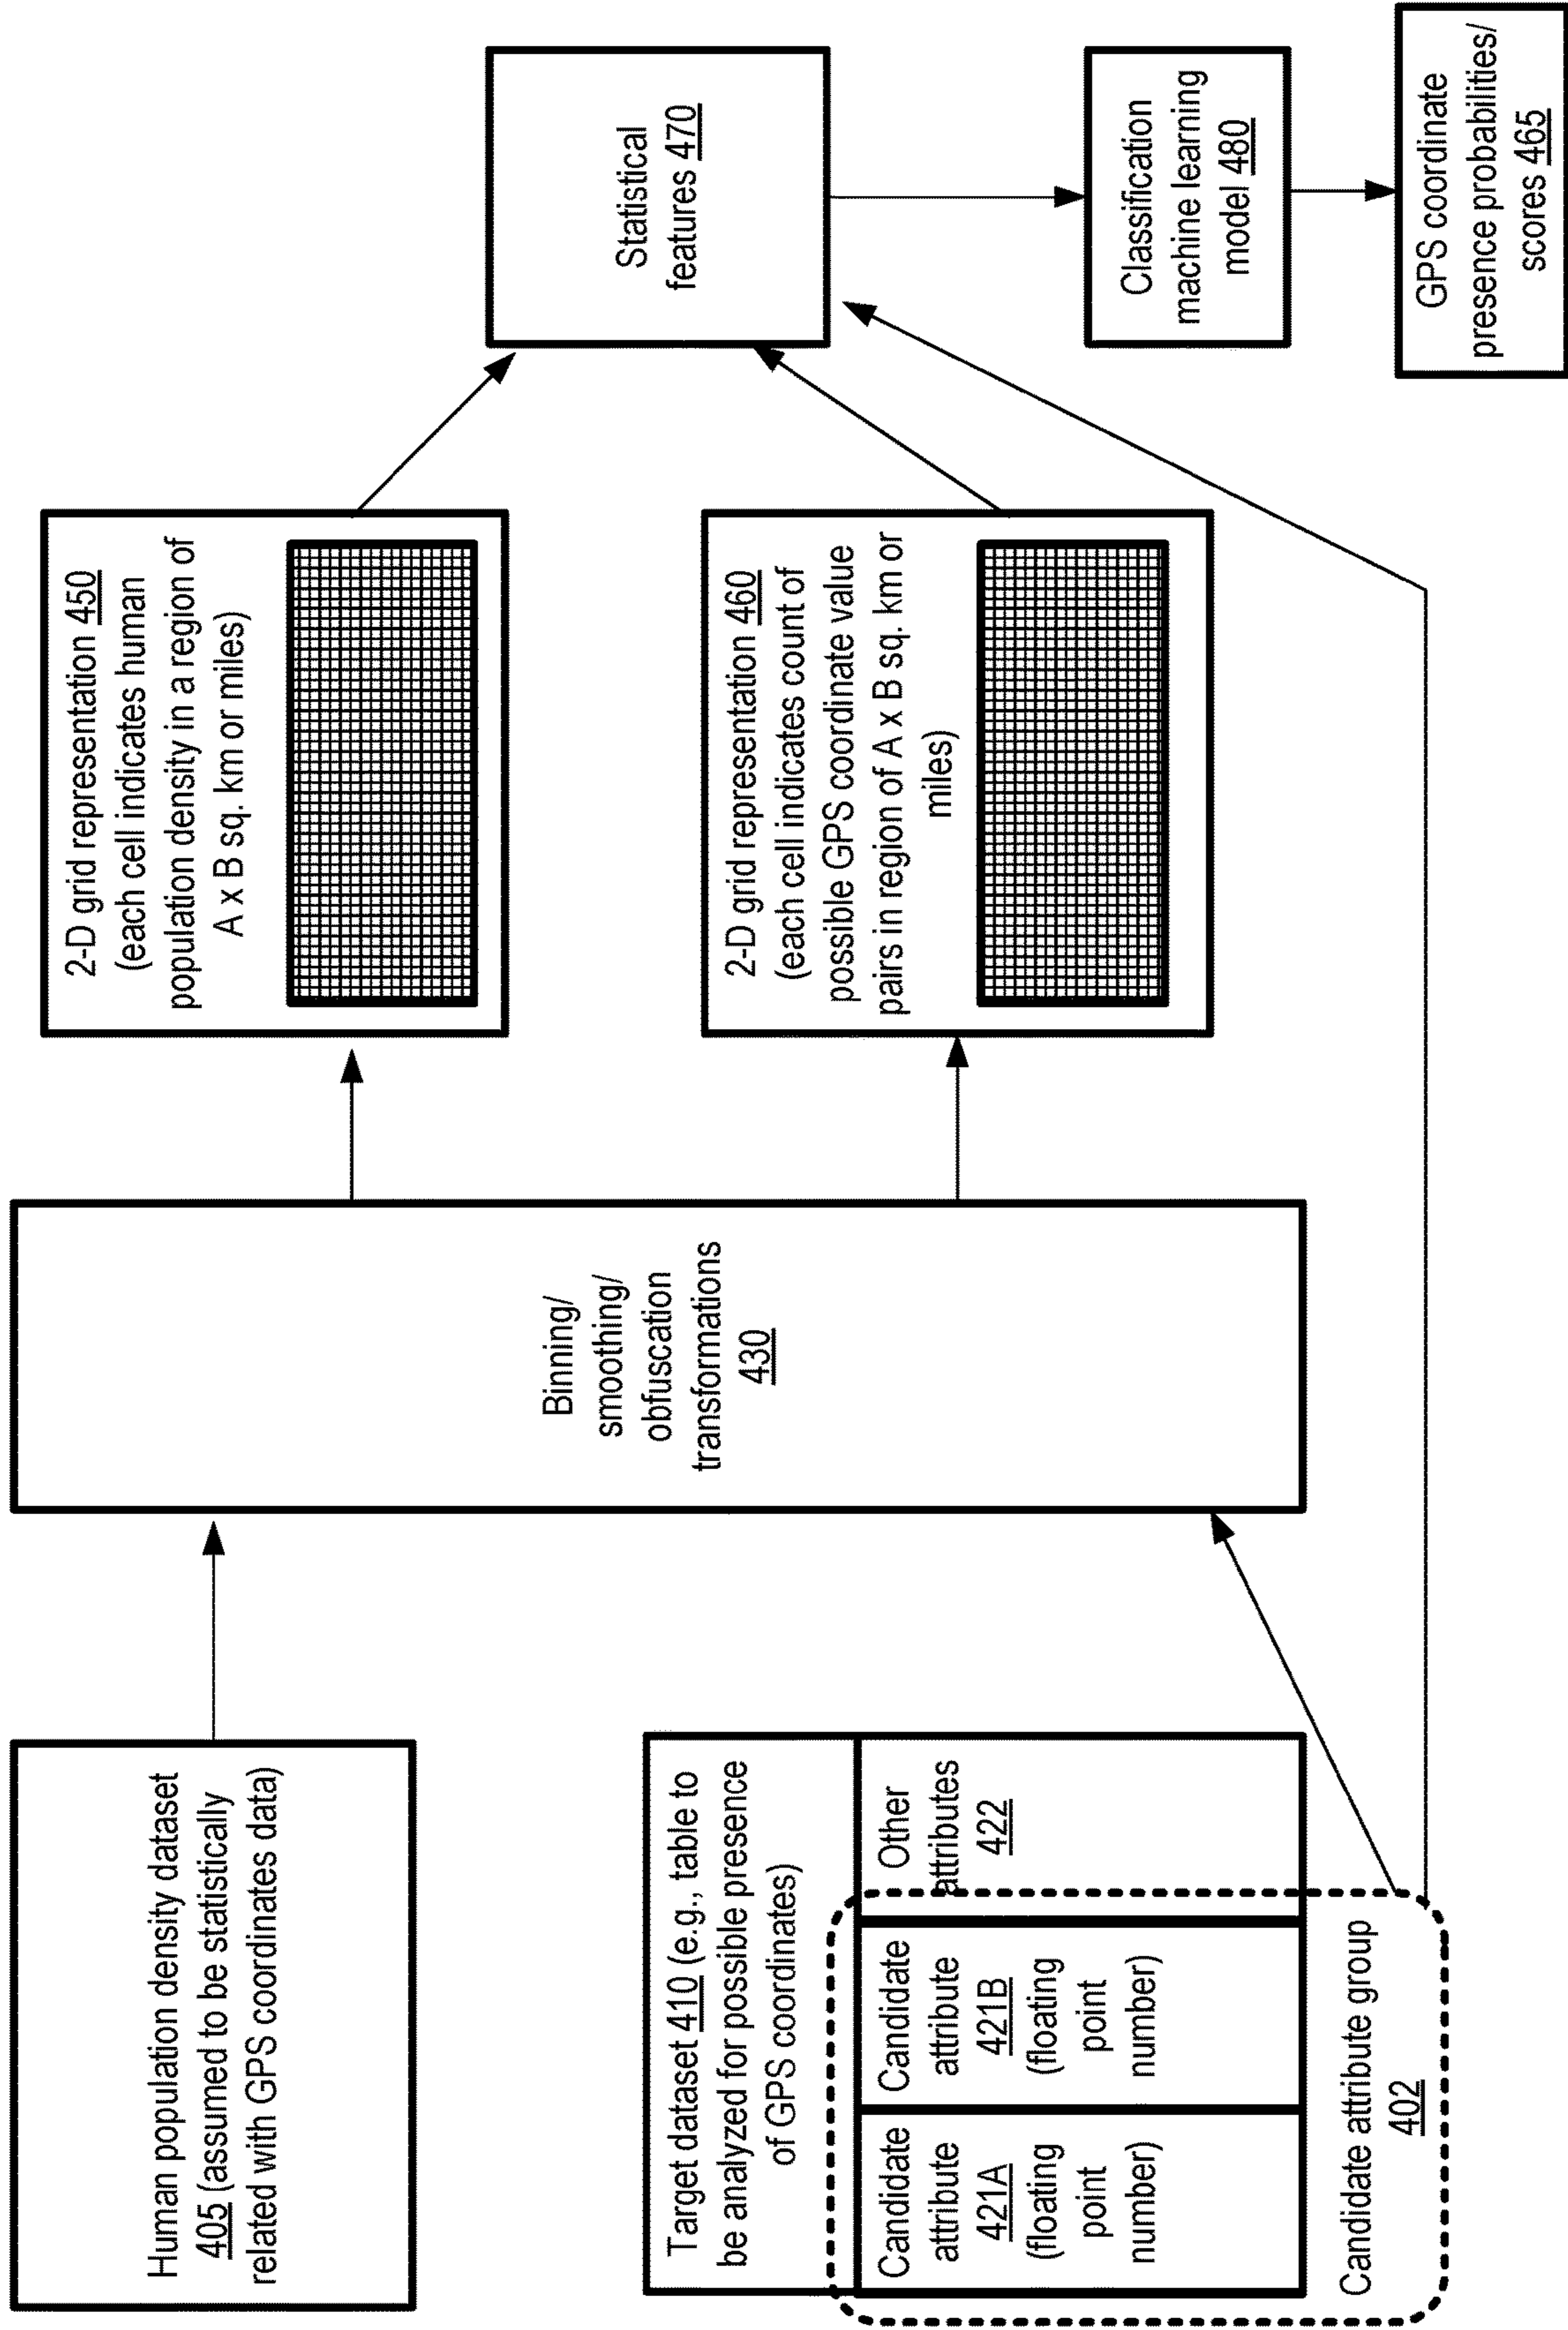 Human population density dataset
405 (assumed to be statistically
related with GPS coordinates data)
Target dataset 410 (e.g., table to
be analyzed for possible presence
of GPS coordinates)
Candidate
attribute
421A
(floating
point
number)
Candidate
attribute
421B
(floating
point
number)
Other
attributes
422
Candidate attribute group
402
Binning/
smoothing/
obfuscation
transformations
430
2-D grid representation 450
(each cell indicates human
population density in a region of
A x B sq. km or miles)
2-D grid representation 460
(each cell indicates count of
possible GPS coordinate value
pairs in region of A x B sq. km or
miles)
Statistical
features 470
Classification
machine learning
model 480
GPS coordinate
presence probabilities/
scores 465